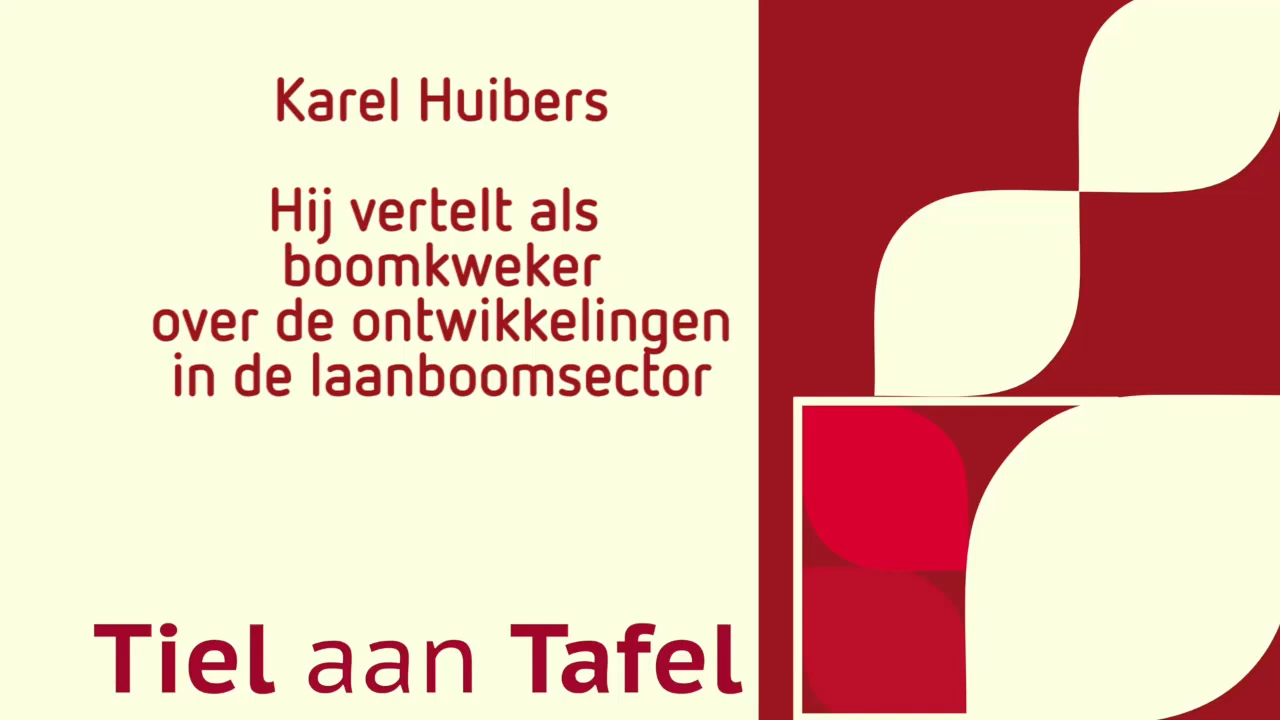 Karel Huibers
Hij vertelt als
boomkweker
over de ontwikkelingen
in de laanboomsector
Tiel aan Tafel